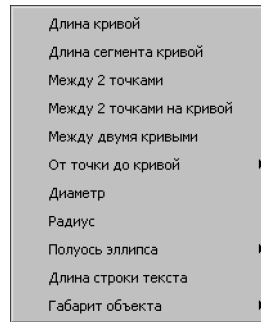 Длина кривой
Длина сегмента кривой
Между 2 точками
Между 2 точками на кривой
Между двумя кривыми
От точки до кривой
Диаметр
Радиус
Полуось эллипса
Длина строки текста
Габарит объекта